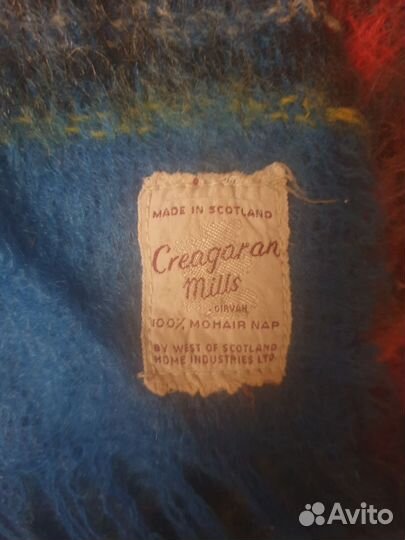 MADE IN SCOTLAND
Creagaran
Mills
GIRVAN
100% MOHAIR NAP
BY WEST OF SCOTLAND
HOME INDUSTRIES LTD.
Avito